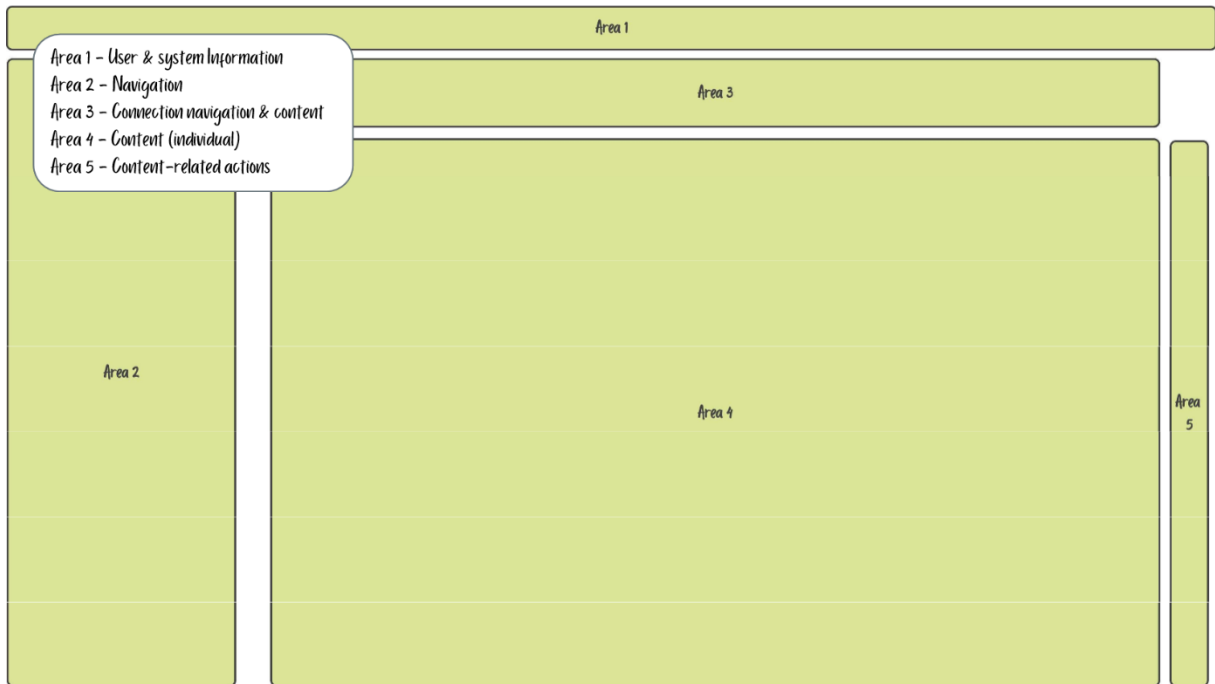 Area 1
Area 1 - User & system Information
Area 2 - Navigation
Area 3 - Connection navigation & content
Area 4 - Content (individual)
Area 5 - Content-related actions
Area 3
Area 2
Area 4
Area
5